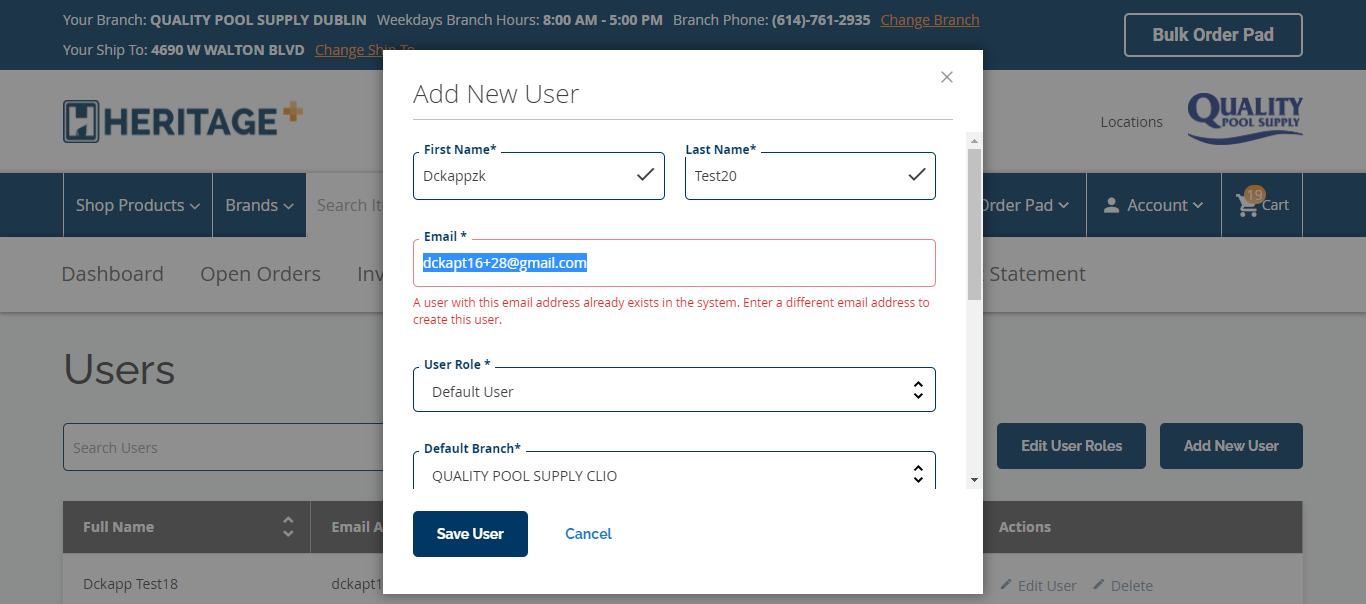 Your Branch: QUALITY POOL SUPPLY DUBLIN Weekdays Branch Hours: 8:00 AM - 5:00 PM Branch Phone: (614)-761-2935 Change Branch
Your Ship To: 4690 W WALTON BLVD Change Ship To
Bulk Order Pad
HERITAGE+
Locations
QUALITY
POOL SUPPLY
Shop Products
Brands
Search
Order Pad
Account
19
Cart
Dashboard
Open Orders
Statement
Add New User
First Name*
Dckappzk
Last Name*
Test20
Email *
dckapt16+28@gmail.com
A user with this email address already exists in the system. Enter a different email address to
create this user.
User Role *
Default User
Default Branch*
QUALITY POOL SUPPLY CLIO
Save User
Cancel
Users
Search Users
Edit User Roles
Add New User
Full Name
Email A
Actions
Dckapp Test18
dckapt1
Edit User
Delete